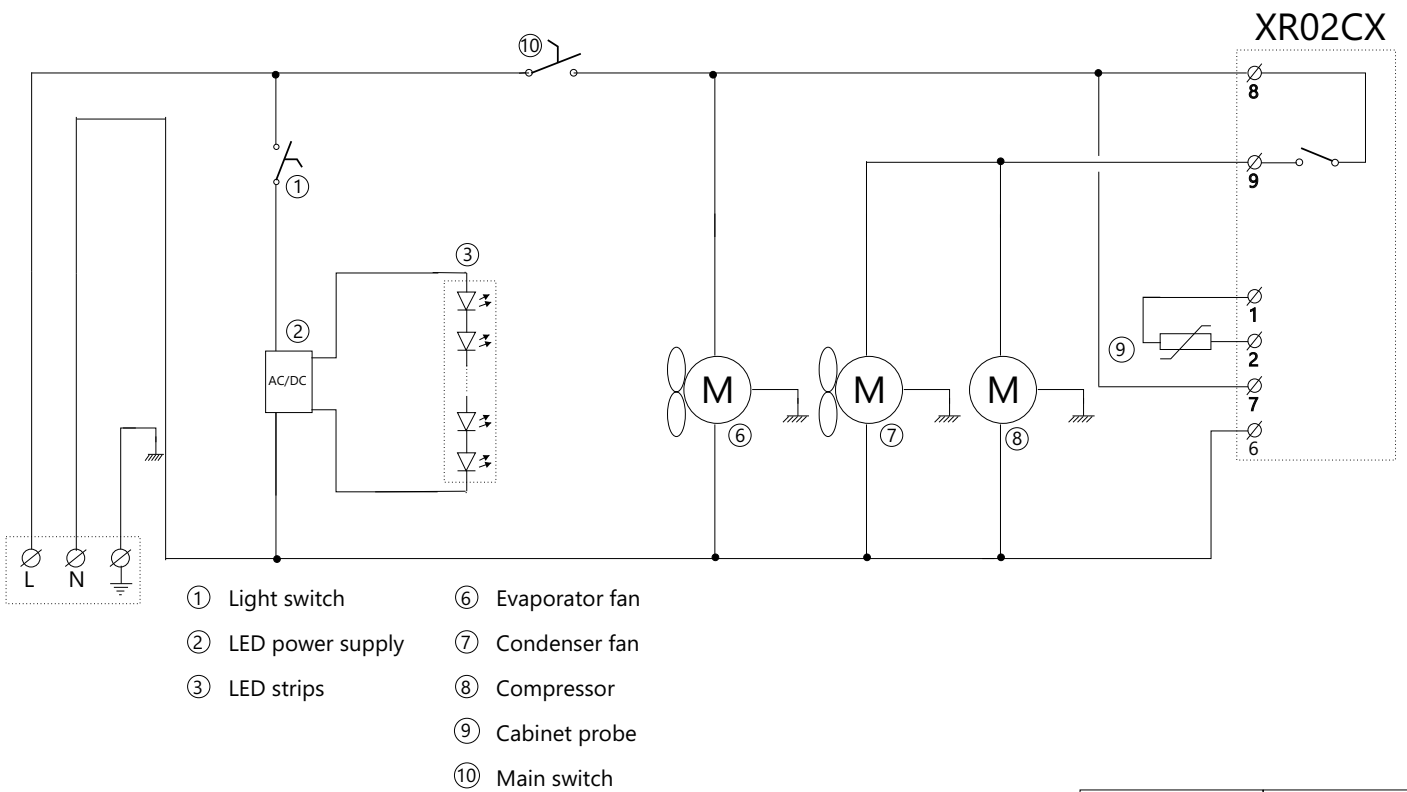 XR02CX
⑩
8
9
①
③
②
AC/DC
1
⑨
2
7
6
M
M
M
⑥
⑦
⑧
L
N
① Light switch
② LED power supply
③ LED strips
⑥ Evaporator fan
⑦ Condenser fan
⑧ Compressor
⑨ Cabinet probe
⑩ Main switch